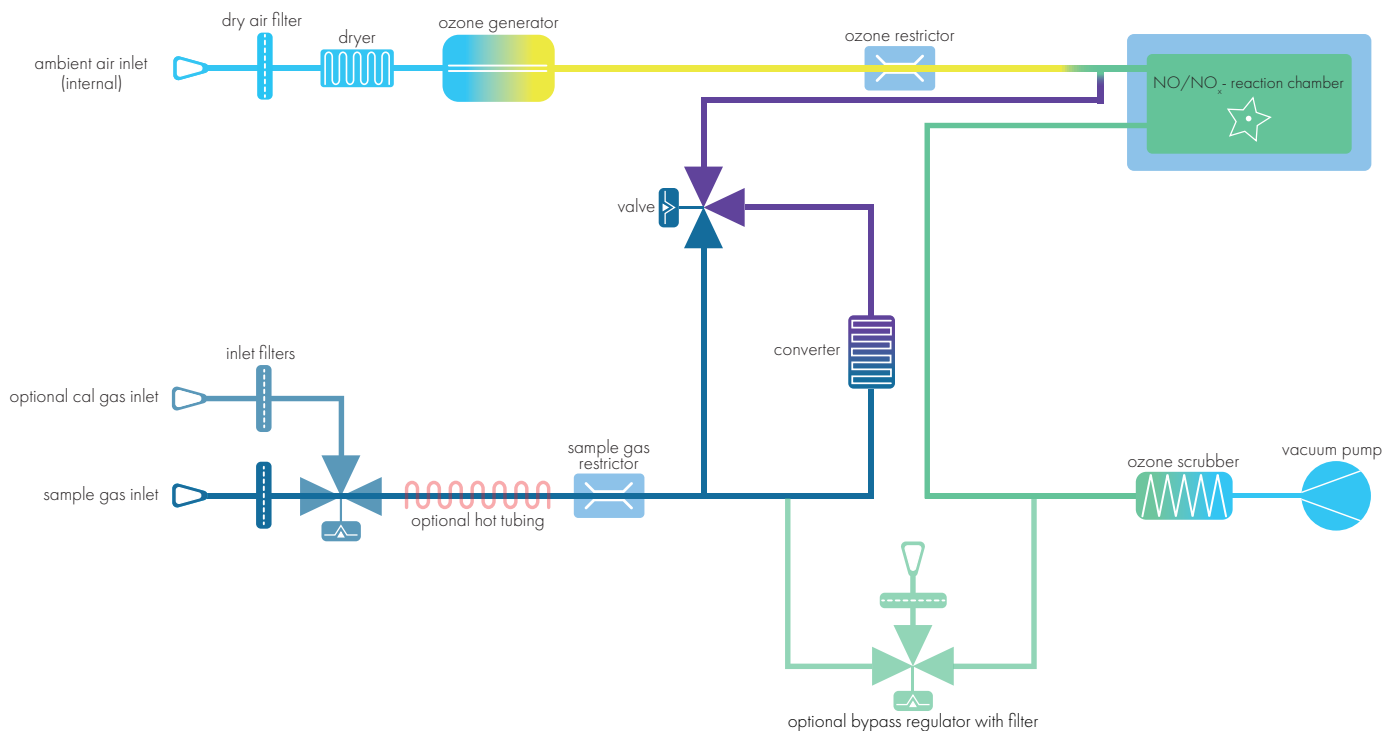 dry air filter
ozone generator
dryer
ozone restrictor
ambient air inlet
(internal)
NO/NOx- reaction chamber
valve
converter
inlet filters
optional cal gas inlet
sample gas
restrictor
vacuum pump
ozone scrubber
sample gas inlet
optional hot tubing
optional bypass regulator with filter